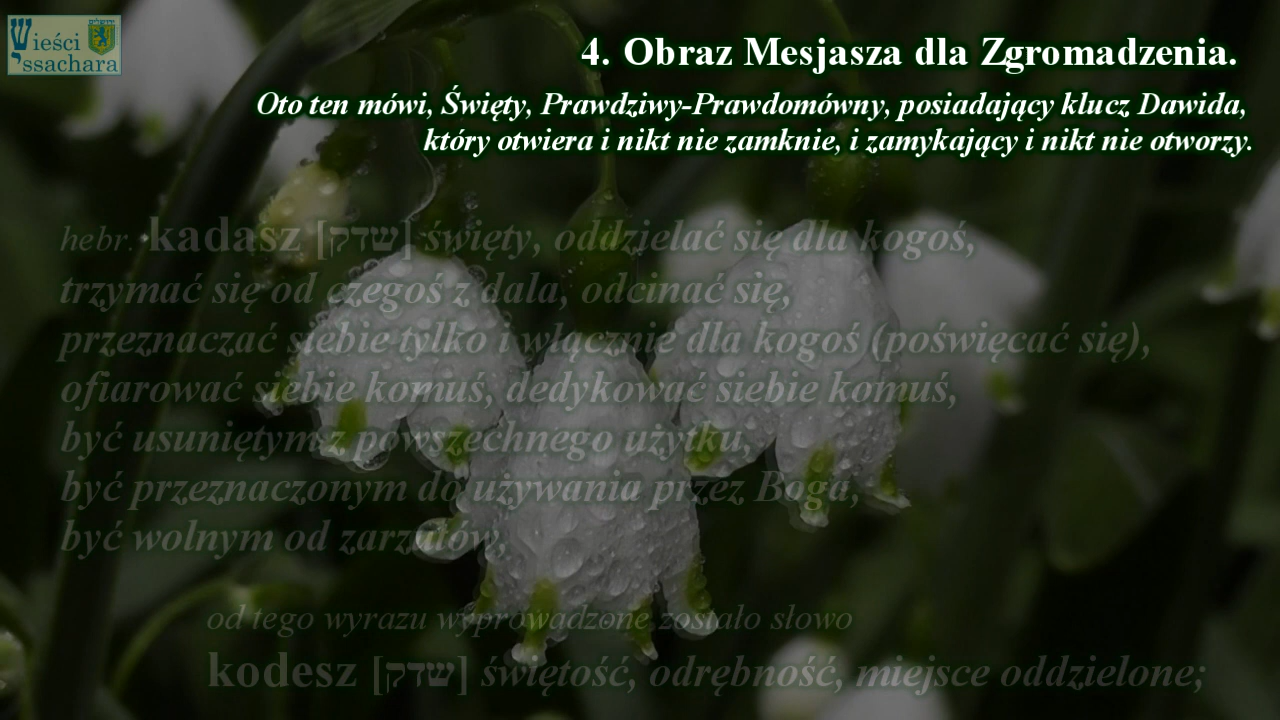 Wieści
Issachara
4. Obraz Mesjasza dla Zgromadzenia.
Oto ten mówi, Święty, Prawdziwy-Prawdomówny, posiadający klucz Dawida,
który otwiera i nikt nie zamknie, i zamykający i nikt nie otworzy.
hebr. kadasz [שדק] święty, oddzielać się dla kogoś,
trzymać się od czegoś z dala, odcinać się,
przeznaczać siebie tylko i włącznie dla kogoś (poświęcać się),
ofiarować siebie komuś, dedykować siebie komuś,
być usuniętym z powszechnego użytku,
być przeznaczonym do używania przez Boga,
być wolnym od zarzutów,
od tego wyrazu wyprowadzone zostało słowo
kodesz [שדק] świętość, odrębność, miejsce oddzielone;